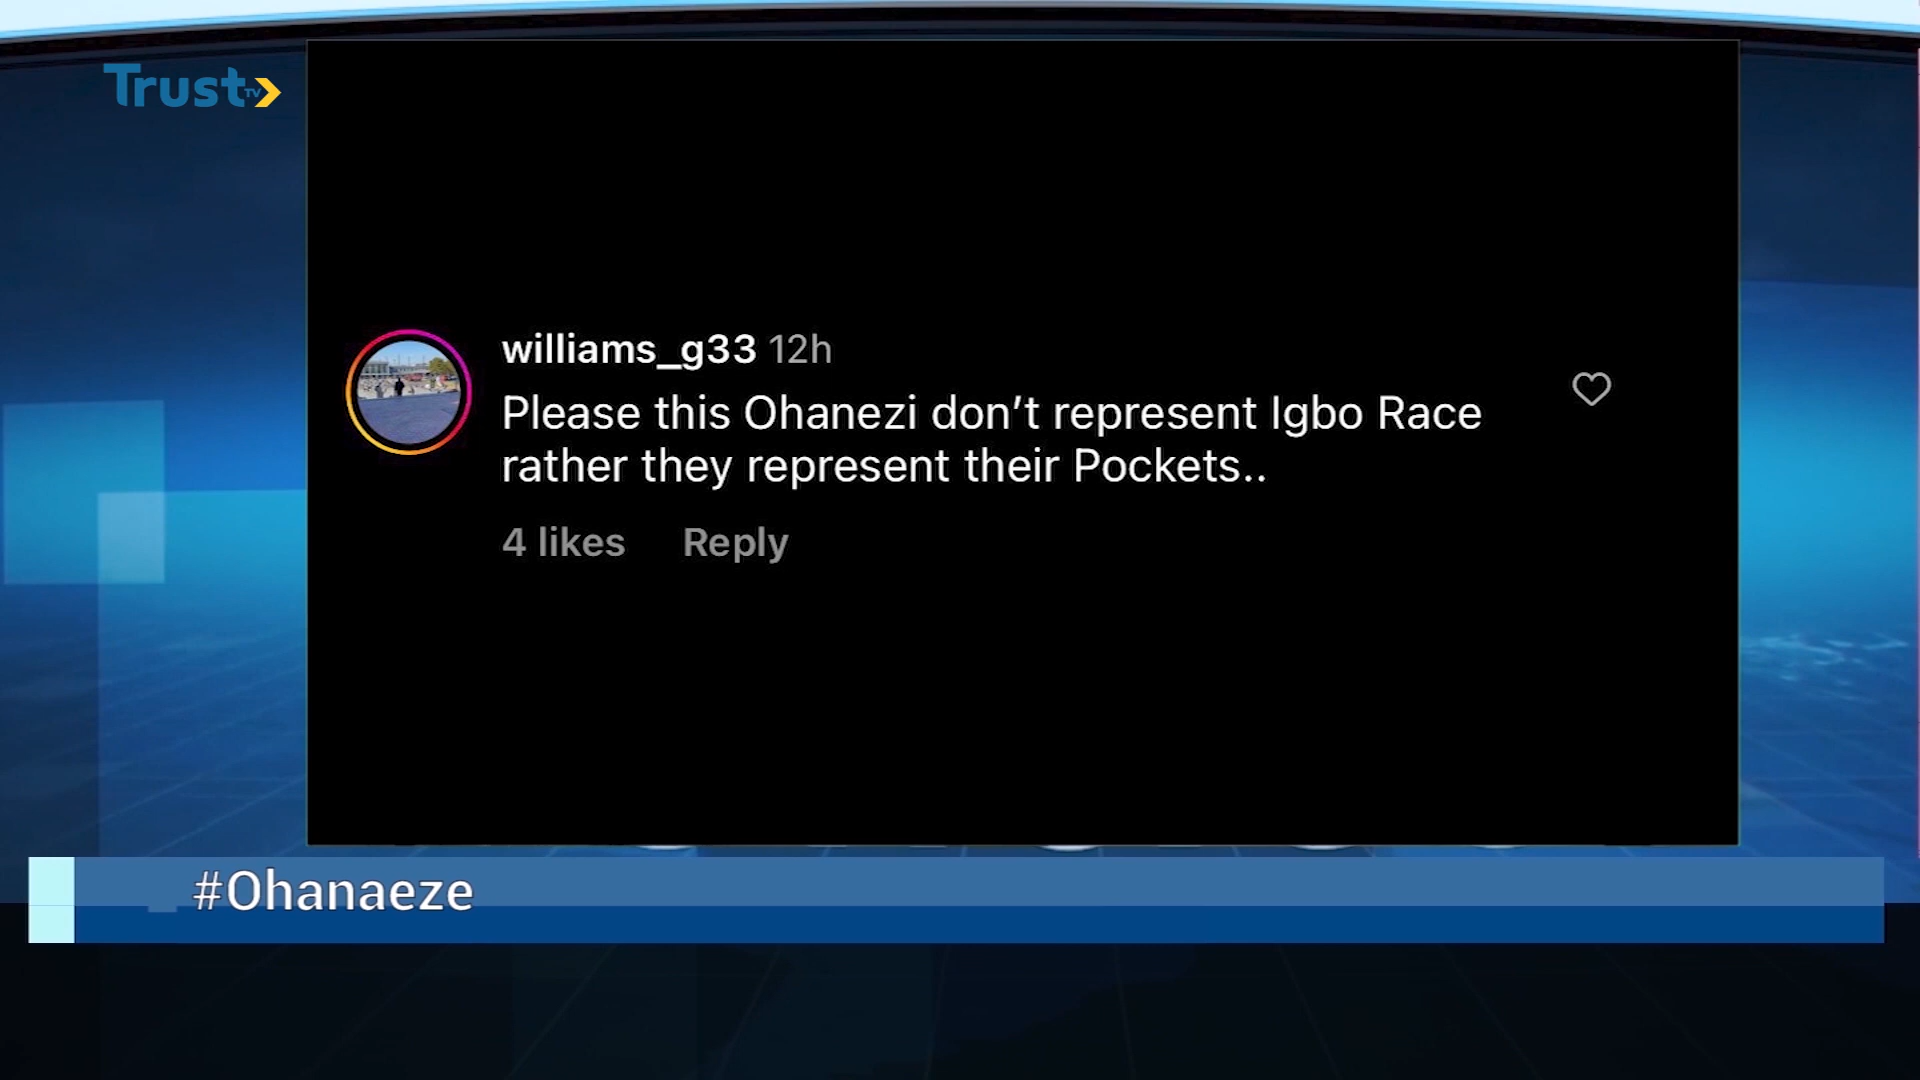 Trust TV
williams_g33 12h
Please this Ohanezi don't represent Igbo Race
rather they represent their Pockets..
4 likes Reply
#Ohanaeze